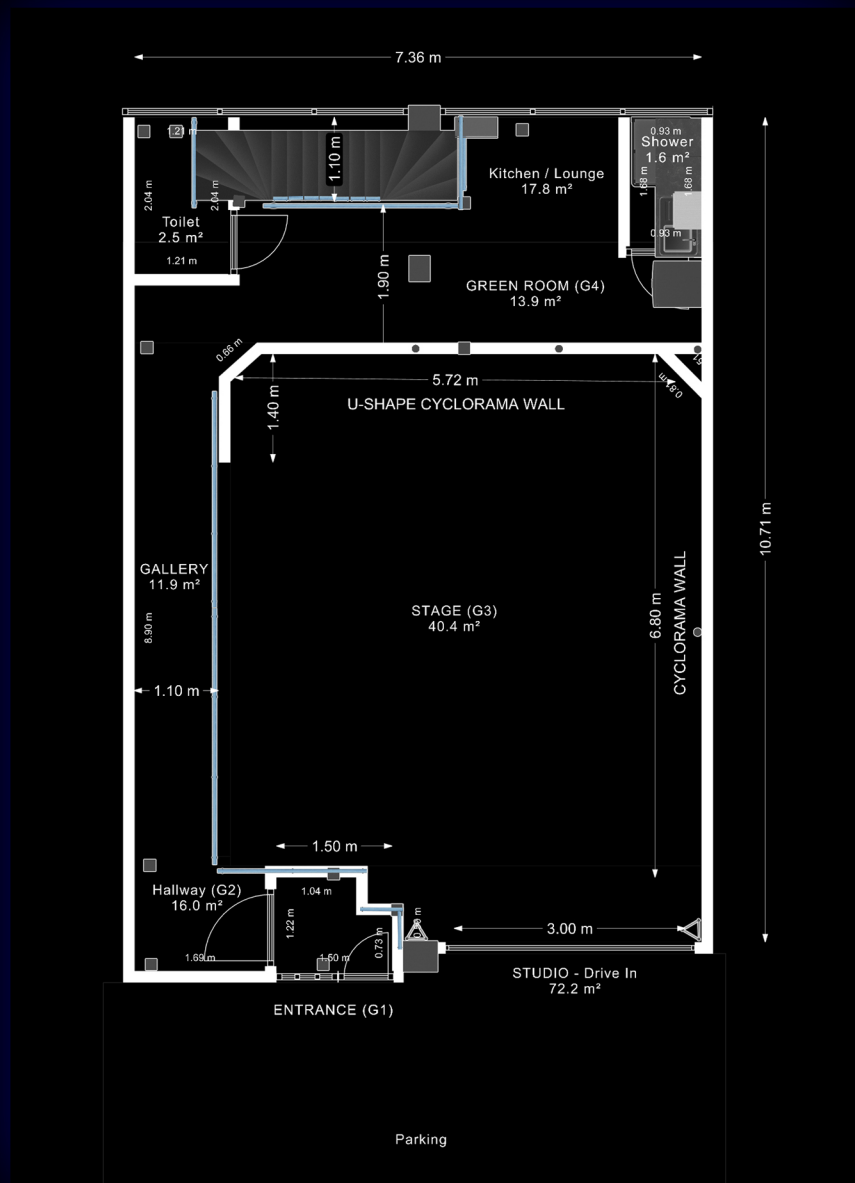 7.36 m
1.21 m
1.10 m
0.93 m
Shower
1.6 m²
Kitchen / Lounge
17.8 m²
1.68 m
1.68 m
2.04 m
2.04 m
Toilet
2.5 m²
0.93 m
1.21 m
1.90 m
GREEN ROOM (G4)
13.9 m²
0.66 m
5.72 m
0.81 m
1.40 m
U-SHAPE CYCLORAMA WALL
10.71 m
GALLERY
11.9 m²
CYCLORAMA WALL
STAGE (G3)
40.4 m²
6.80 m
8.90 m
1.10 m
1.50 m
Hallway (G2)
16.0 m²
1.04 m
1.22 m
0.73 m
m
3.00 m
1.69 m
1.50 m
STUDIO - Drive In
72.2 m²
ENTRANCE (G1)
Parking